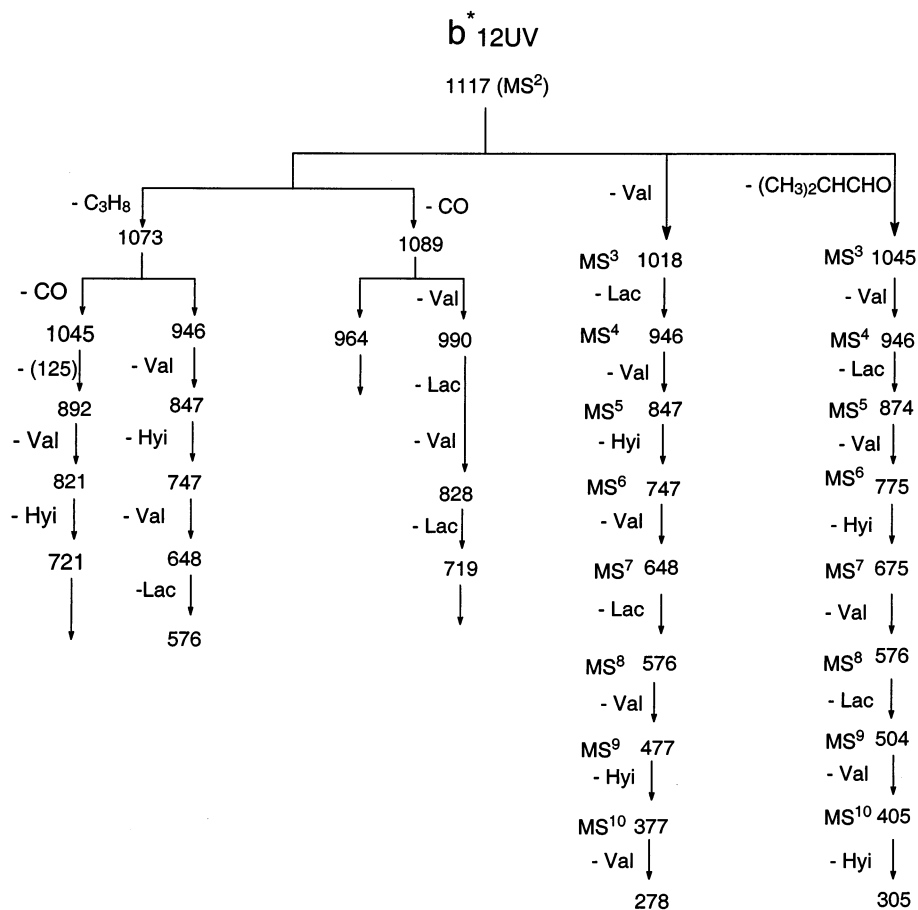 b*12UV
1117 (MS2)
- C3H8
- CO
- Val
- (CH3)2CHCHO
1073
1089
MS3 1018
MS3 1045
- CO
- Val
- Lac
- Val
1045
946
964
990
MS4 946
MS4 946
- (125)
- Val
- Lac
- Val
- Lac
892
847
MS5 847
MS5 874
- Val
- Hyi
- Val
- Hyi
- Val
821
747
828
MS6 747
MS6 775
- Hyi
- Val
- Lac
- Val
- Hyi
721
648
719
MS7 648
MS7 675
-Lac
- Lac
- Val
576
MS8 576
MS8 576
- Val
- Lac
MS9 477
MS9 504
- Hyi
- Val
MS10 377
MS10 405
- Val
- Hyi
278
305